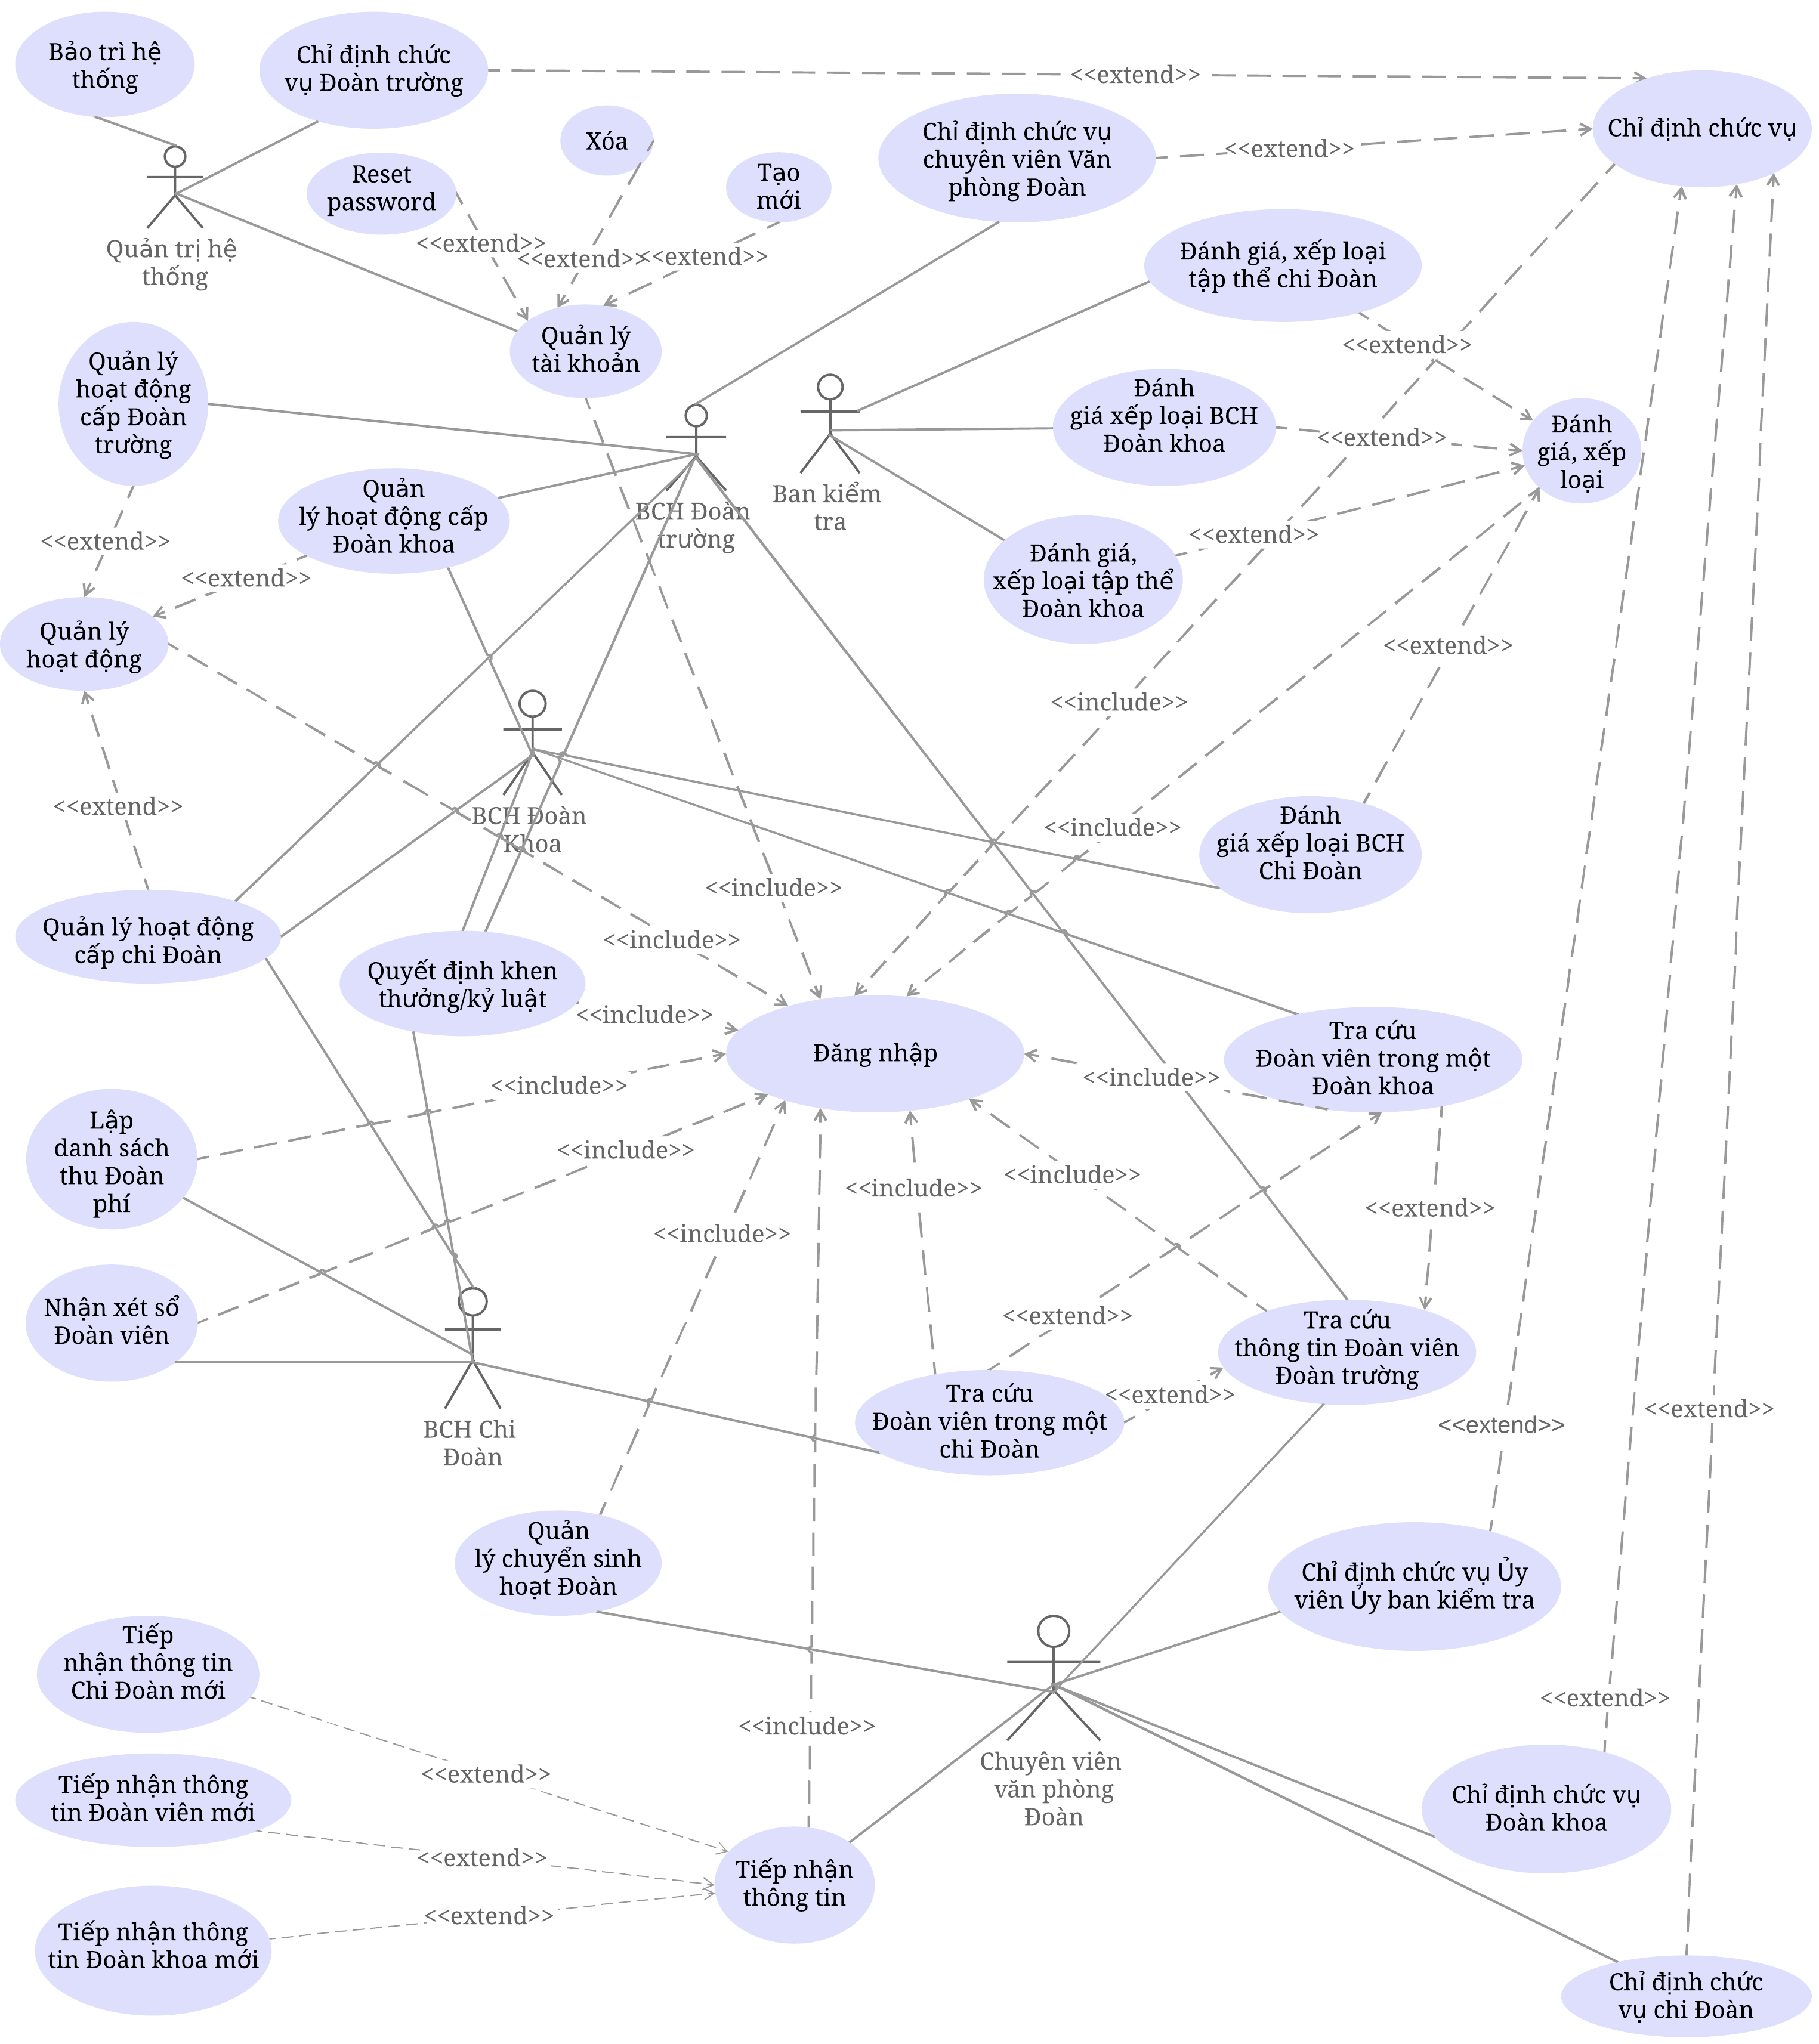 Bảo trì hệ
thống
Chỉ định chức
vụ Đoàn trường
<<extend>>
Chỉ định chức vụ
Xóa
Reset
password
Tạo
mới
Chỉ định chức vụ
chuyên viên Văn
phòng Đoàn
<<extend>>
Quản trị hệ
thống
<<extend>>
<<extend>>
<<extend>>
Đánh giá, xếp loại
tập thể chi Đoàn
Quản lý
tài khoản
<<extend>>
Quản lý
hoạt động
cấp Đoàn
trường
Đánh
giá xếp loại BCH
Đoàn khoa
<<extend>>
Đánh
giá, xếp
loại
Quản
lý hoạt động cấp
Đoàn khoa
BCH Đoàn
trường
Ban kiểm
tra
<<extend>>
<<extend>>
<<extend>>
Đánh giá,
xếp loại tập thể
Đoàn khoa
Quản lý
hoạt động
<<extend>>
<<include>>
<<extend>>
BCH Đoàn
Khoa
<<include>>
Đánh
giá xếp loại BCH
Chi Đoàn
<<include>>
Quản lý hoạt động
cấp chi Đoàn
<<include>>
Quyết định khen
thưởng/kỷ luật
<<include>>
Đăng nhập
Tra cứu
Đoàn viên trong một
Đoàn khoa
<<include>>
<<include>>
Lập
danh sách
thu Đoàn
phí
<<include>>
<<include>>
<<include>>
<<extend>>
<<include>>
Nhận xét sổ
Đoàn viên
<<extend>>
Tra cứu
thông tin Đoàn viên
Đoàn trường
BCH Chi
Đoàn
Tra cứu
Đoàn viên trong một
chi Đoàn
<<extend>>
<<extend>>
<<extend>>
Quản
lý chuyển sinh
hoạt Đoàn
Chỉ định chức vụ Ủy
viên Ủy ban kiểm tra
Tiếp
nhận thông tin
Chi Đoàn mới
<<include>>
<<extend>>
<<extend>>
Chuyên viên
văn phòng
Đoàn
Tiếp nhận thông
tin Đoàn viên mới
Chỉ định chức vụ
Đoàn khoa
<<extend>>
Tiếp nhận
thông tin
<<extend>>
Tiếp nhận thông
tin Đoàn khoa mới
Chỉ định chức
vụ chi Đoàn